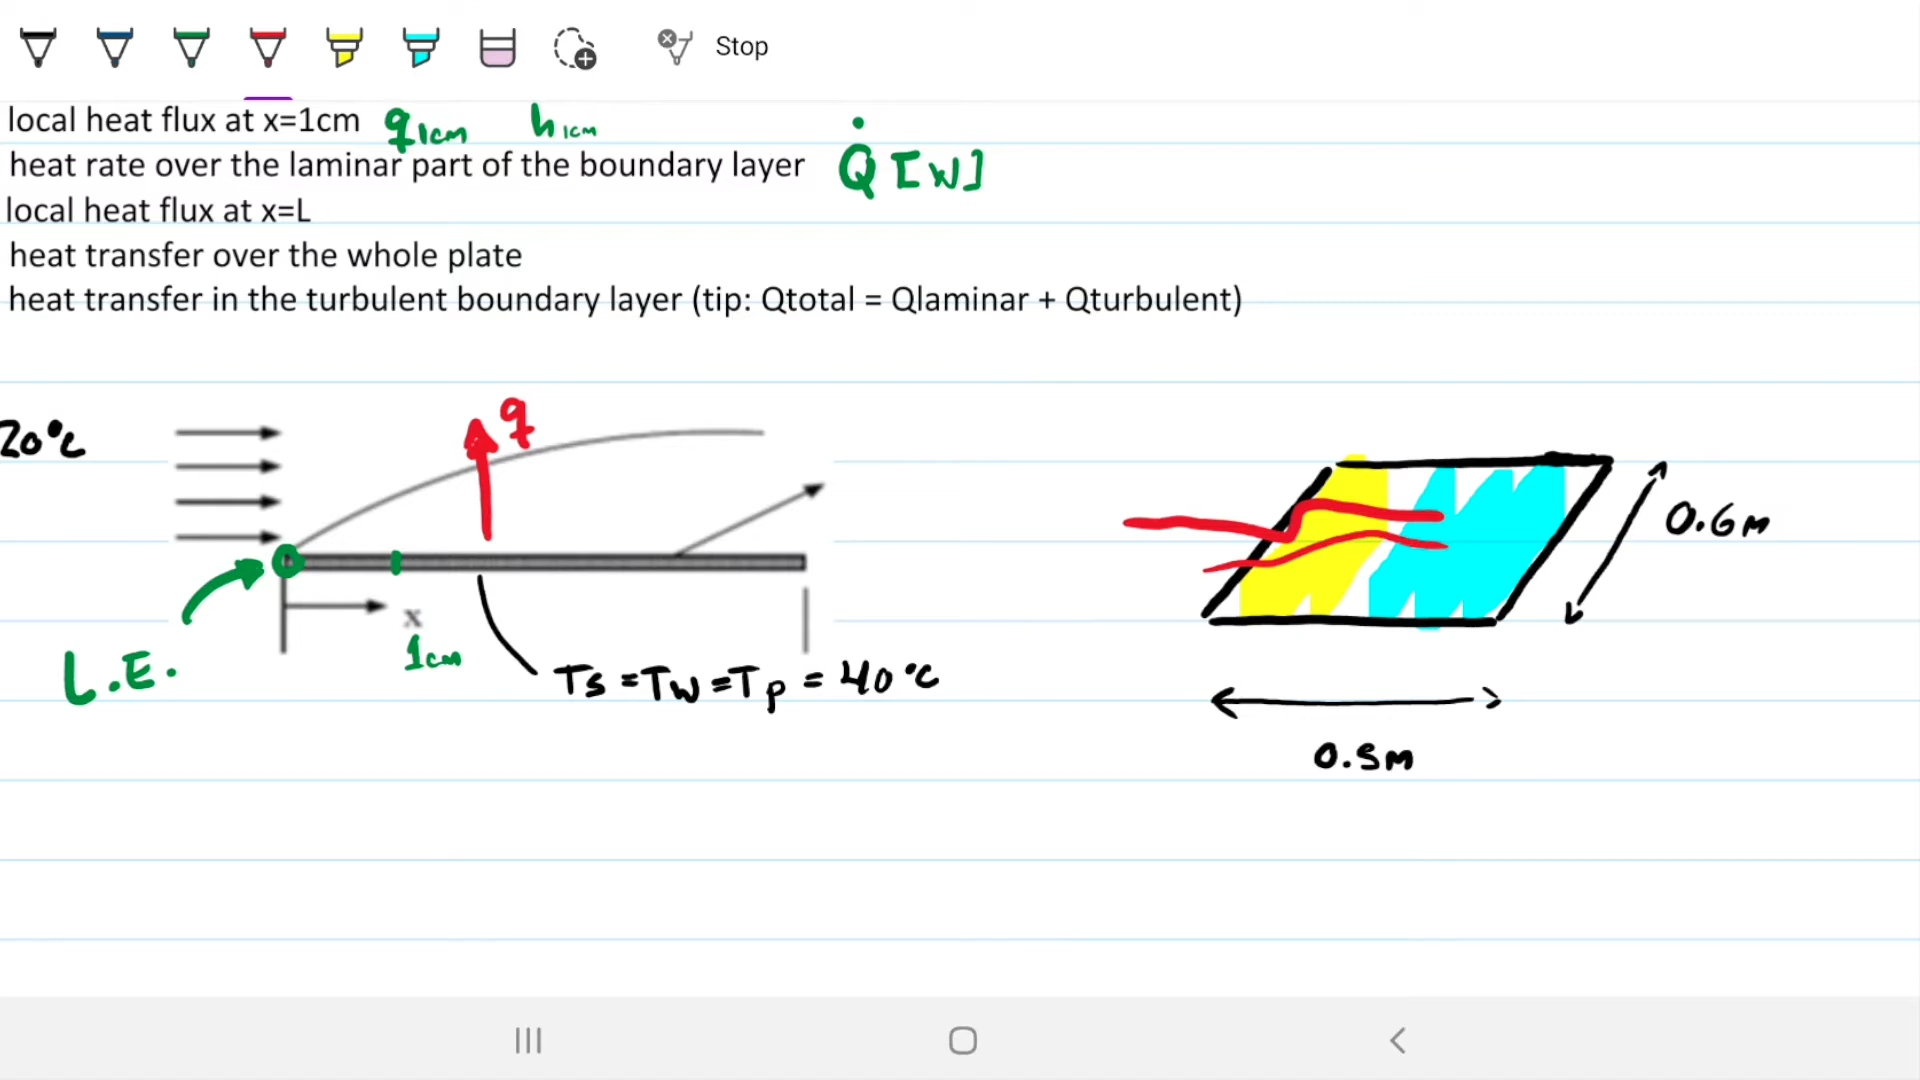 Stop
local heat flux at x=1cm q1cm h1cm
heat rate over the laminar part of the boundary layer Q̇ [W]
local heat flux at x=L
heat transfer over the whole plate
heat transfer in the turbulent boundary layer (tip: Qtotal = Qlaminar + Qturbulent)
q
20°C
0.6m
x
1cm
L.E.
Ts = Tw = Tp = 40°C
0.5m